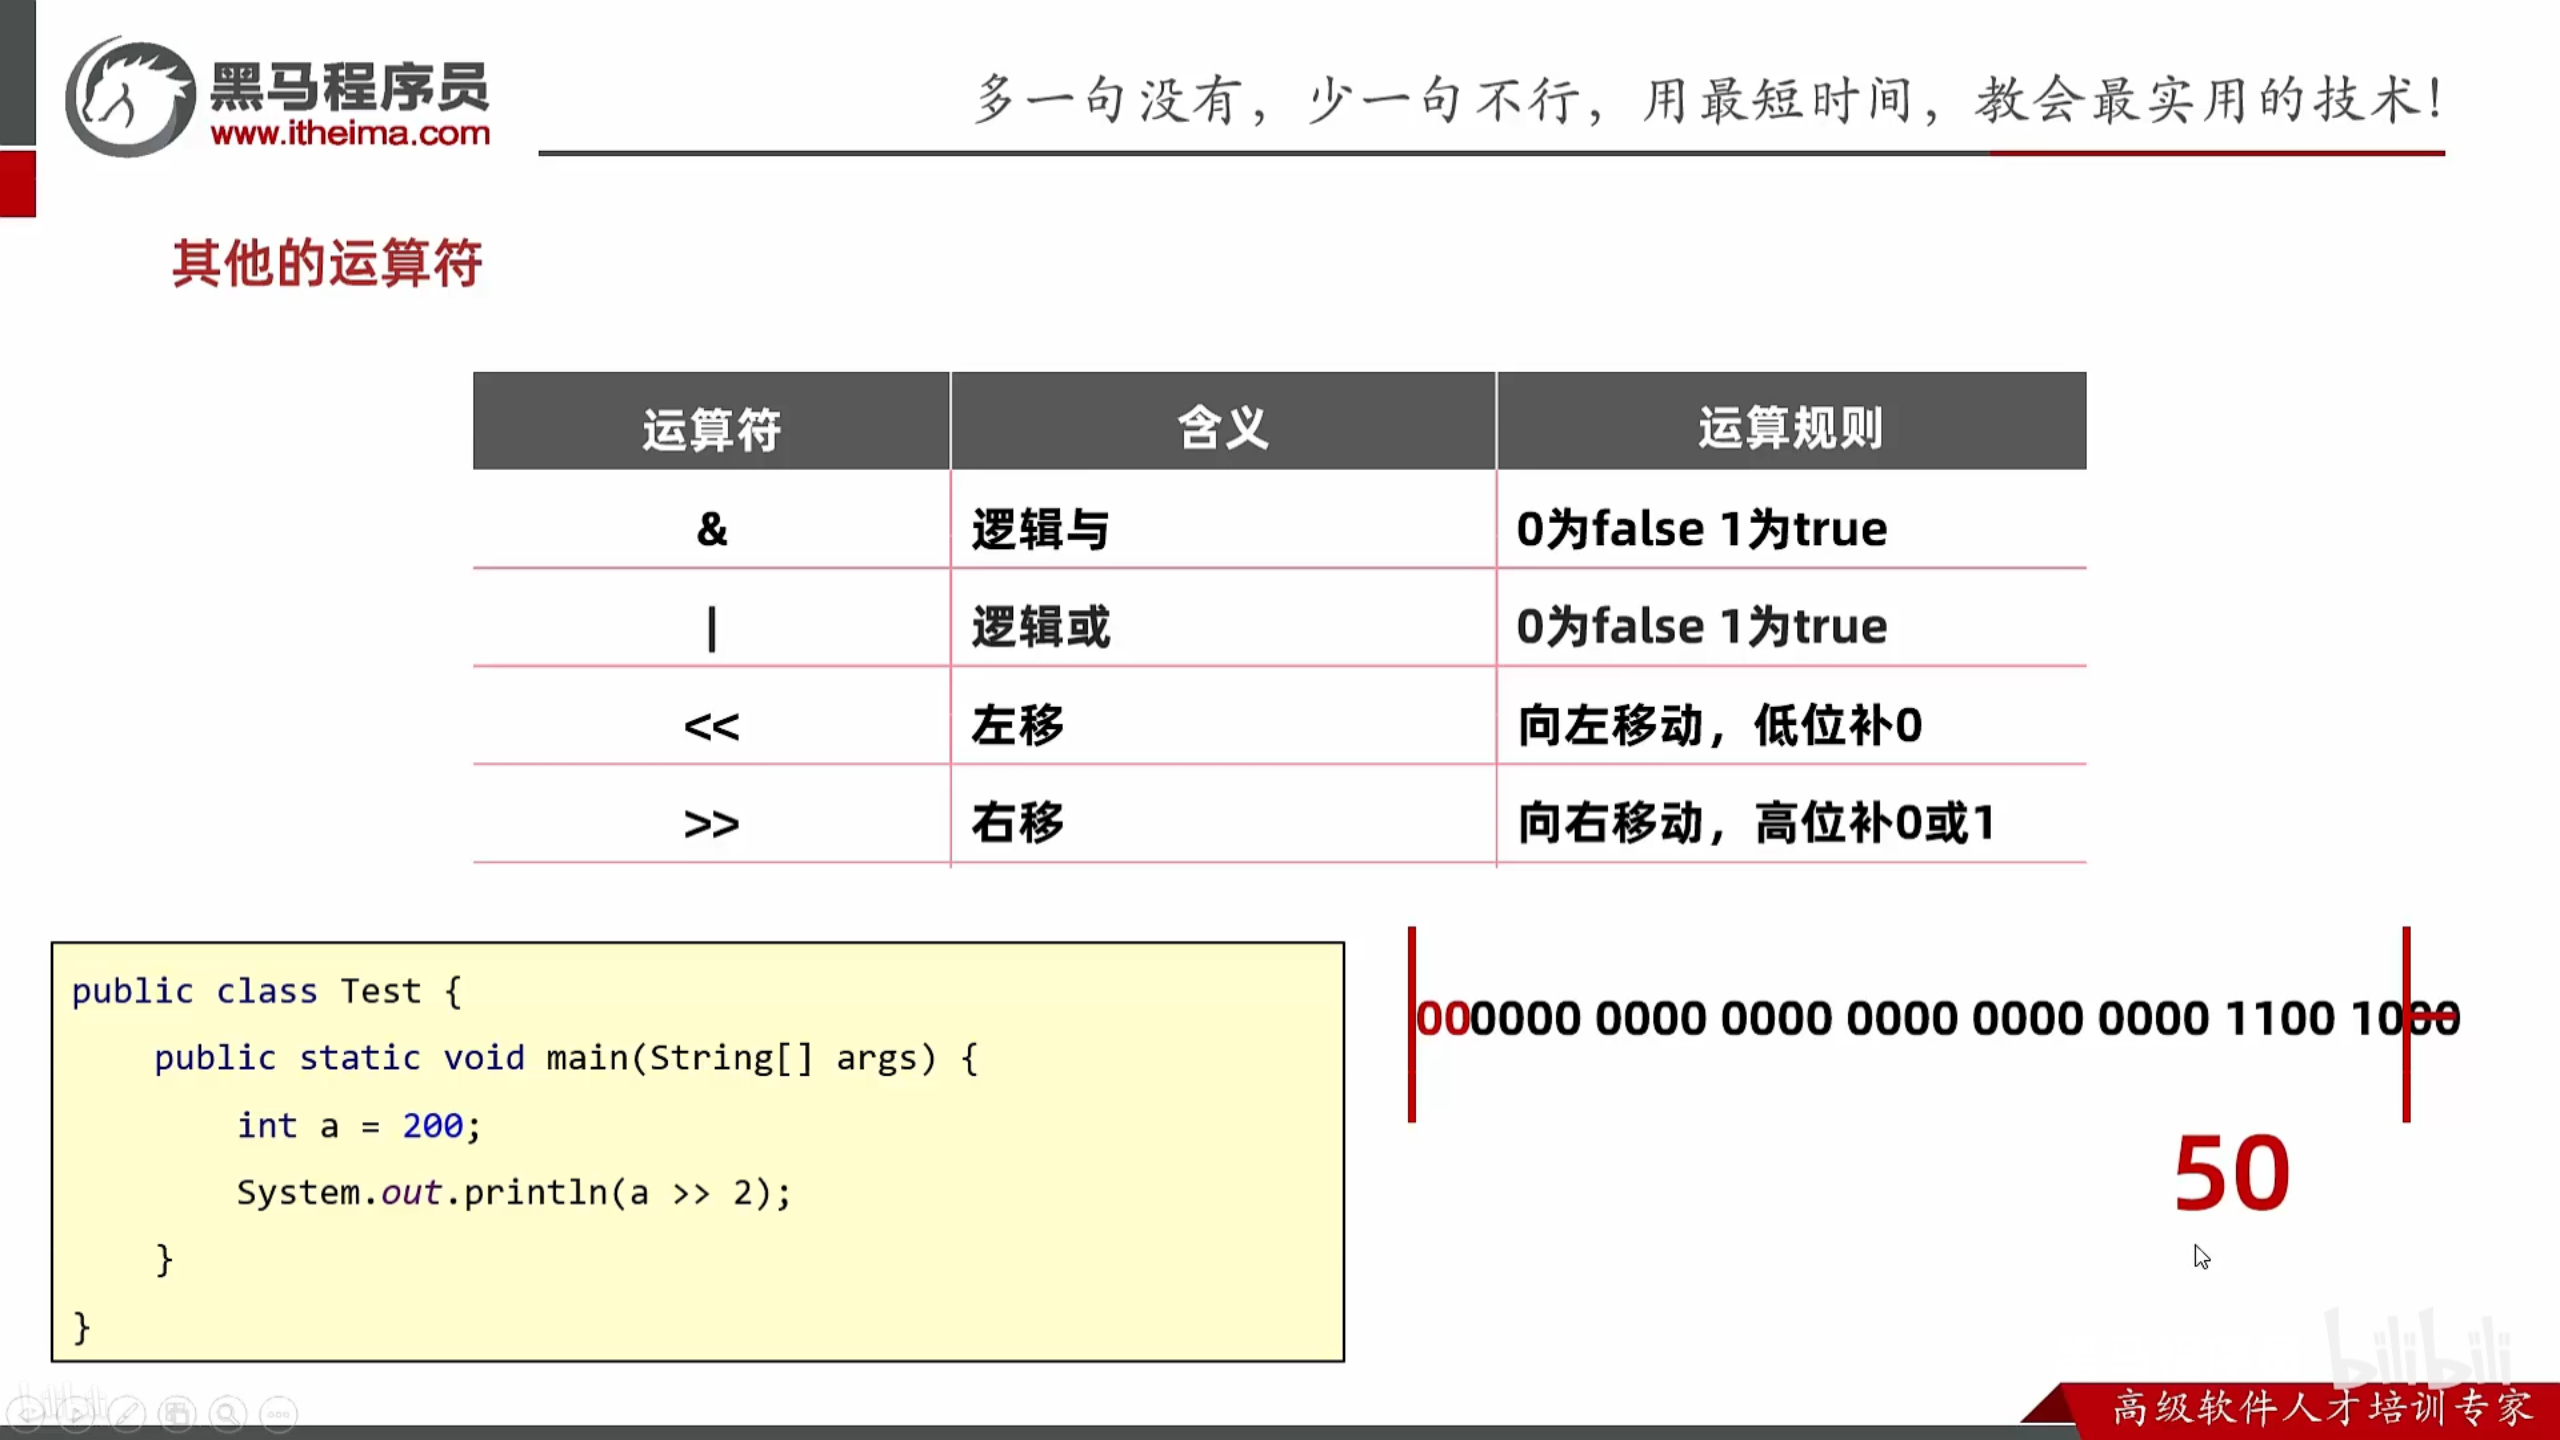 黑马程序员
www.itheima.com
多一句没有，少一句不行，用最短时间，教会最实用的技术！
其他的运算符
运算符 含义 运算规则
& 逻辑与 0为false 1为true
| 逻辑或 0为false 1为true
<< 左移 向左移动，低位补0
>> 右移 向右移动，高位补0或1
public class Test {
public static void main(String[] args) {
int a = 200;
System.out.println(a >> 2);
}
}
000000 0000 0000 0000 0000 0000 1100 1000
50
bilibili
高级软件人才培训专家